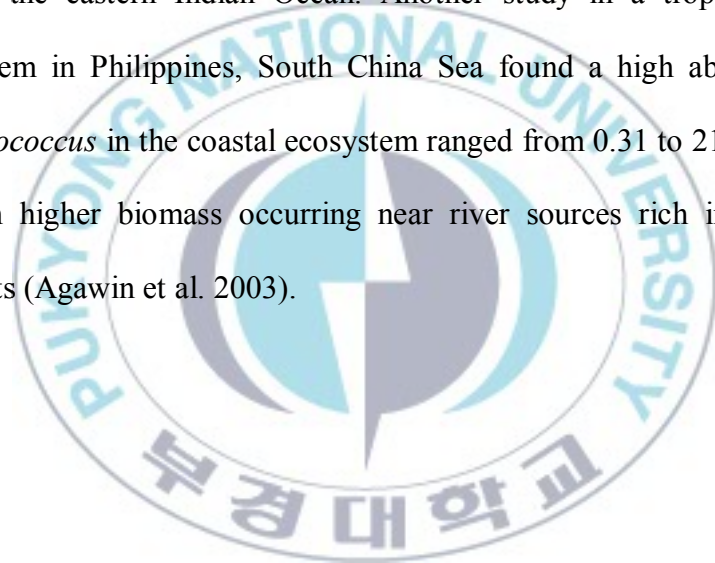 the eastern Indian Ocean. Another study in a trop
em in Philippines, South China Sea found a high ab
ococcus in the coastal ecosystem ranged from 0.31 to 21
higher biomass occurring near river sources rich
ts (Agawin et al. 2003).
PUKYONG NATIONAL UNIVERSITY
부경대학교